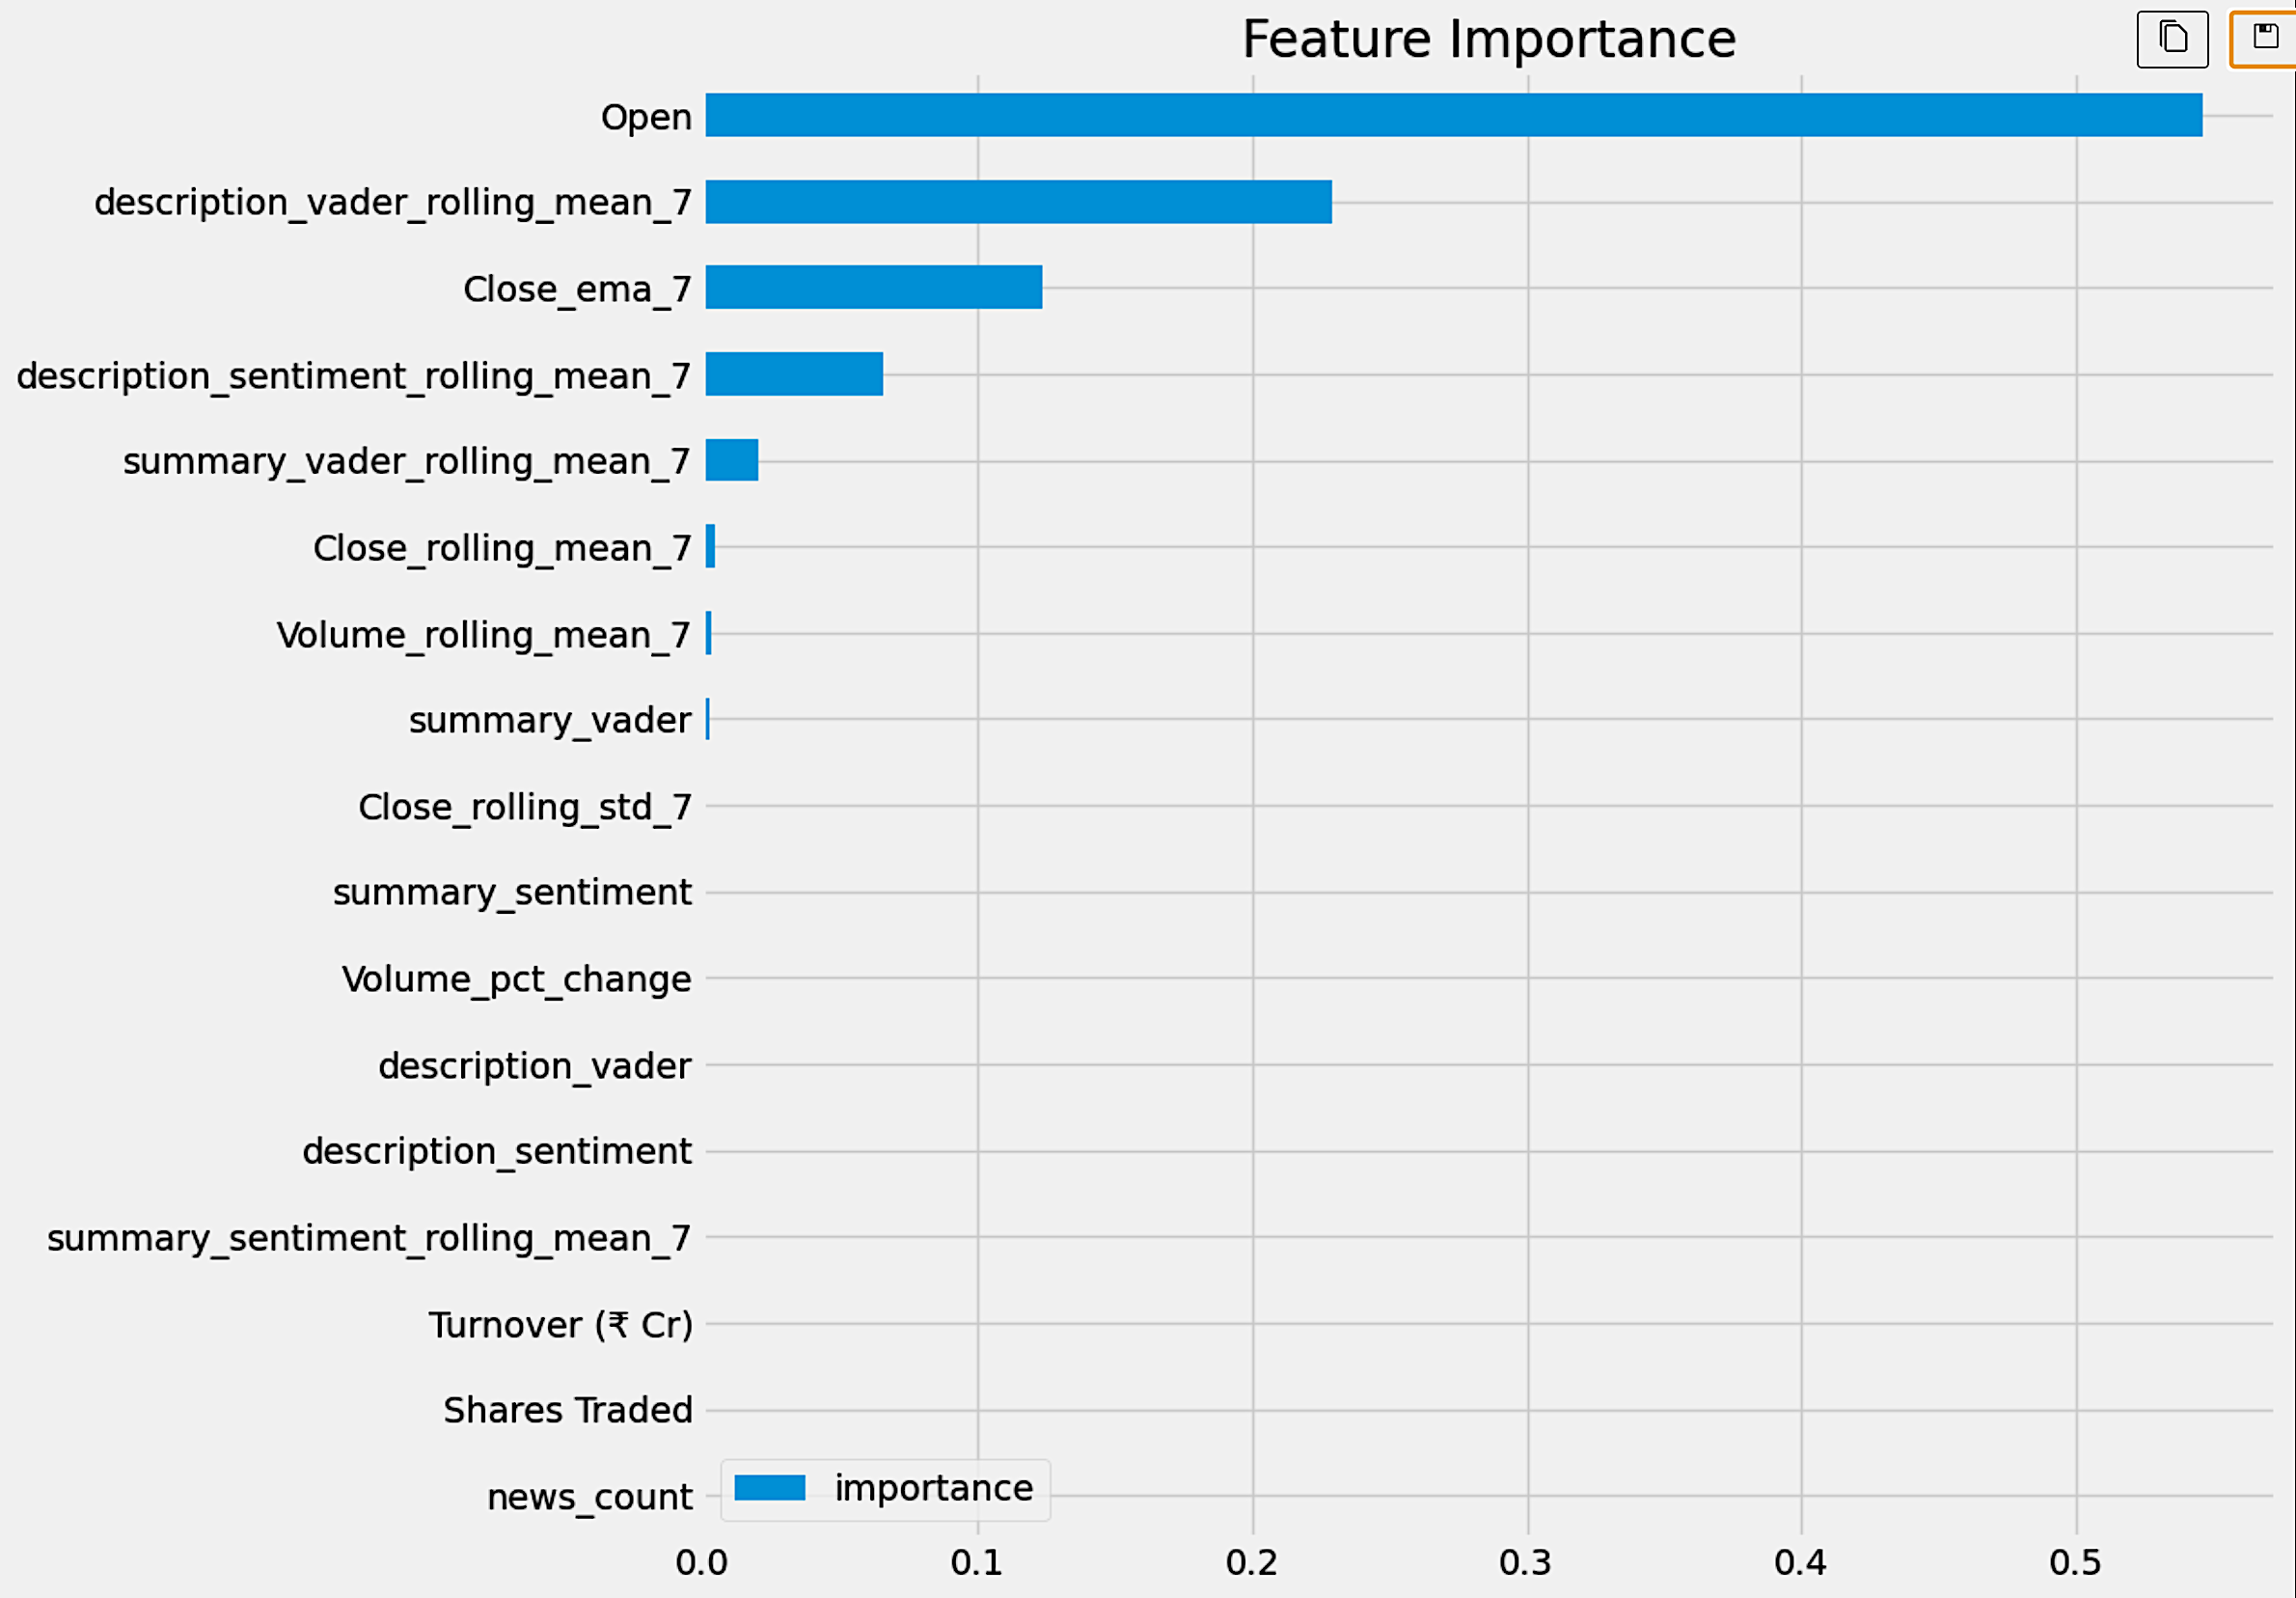 Feature Importance
Open
description_vader_rolling_mean_7
Close_ema_7
description_sentiment_rolling_mean_7
summary_vader_rolling_mean_7
Close_rolling_mean_7
Volume_rolling_mean_7
summary_vader
Close_rolling_std_7
summary_sentiment
Volume_pct_change
description_vader
description_sentiment
summary_sentiment_rolling_mean_7
Turnover (₹ Cr)
Shares Traded
news_count
importance
0.0 0.1 0.2 0.3 0.4 0.5